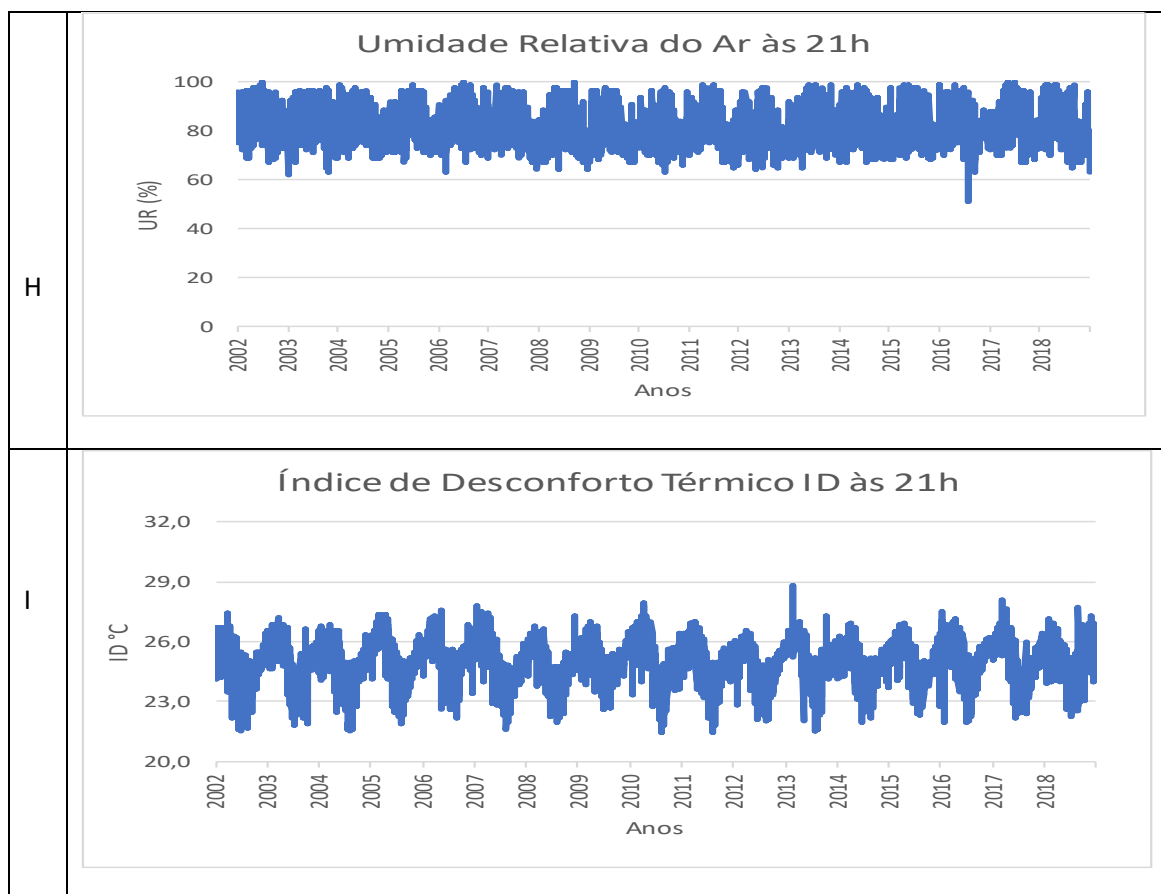 H
Umidade Relativa do Ar às 21h
100
80
60
40
20
0
UR (%)
2002 2003 2004 2005 2006 2007 2008 2009 2010 2011 2012 2013 2014 2015 2016 2017 2018
Anos
I
Índice de Desconforto Térmico ID às 21h
32,0
29,0
26,0
23,0
20,0
ID °C
2002 2003 2004 2005 2006 2007 2008 2009 2010 2011 2012 2013 2014 2015 2016 2017 2018
Anos